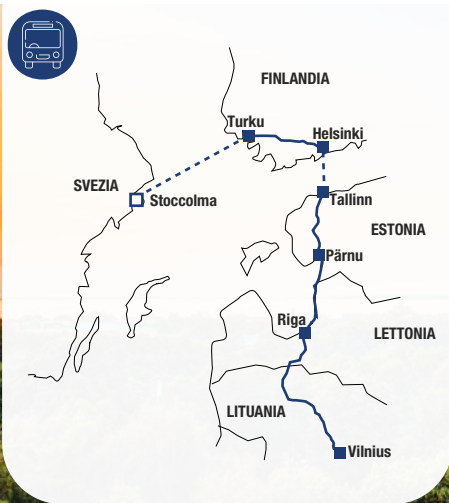 FINLANDIA
Turku
Helsinki
SVEZIA
Stoccolma
Tallinn
ESTONIA
Pärnu
Riga
LETTONIA
LITUANIA
Vilnius